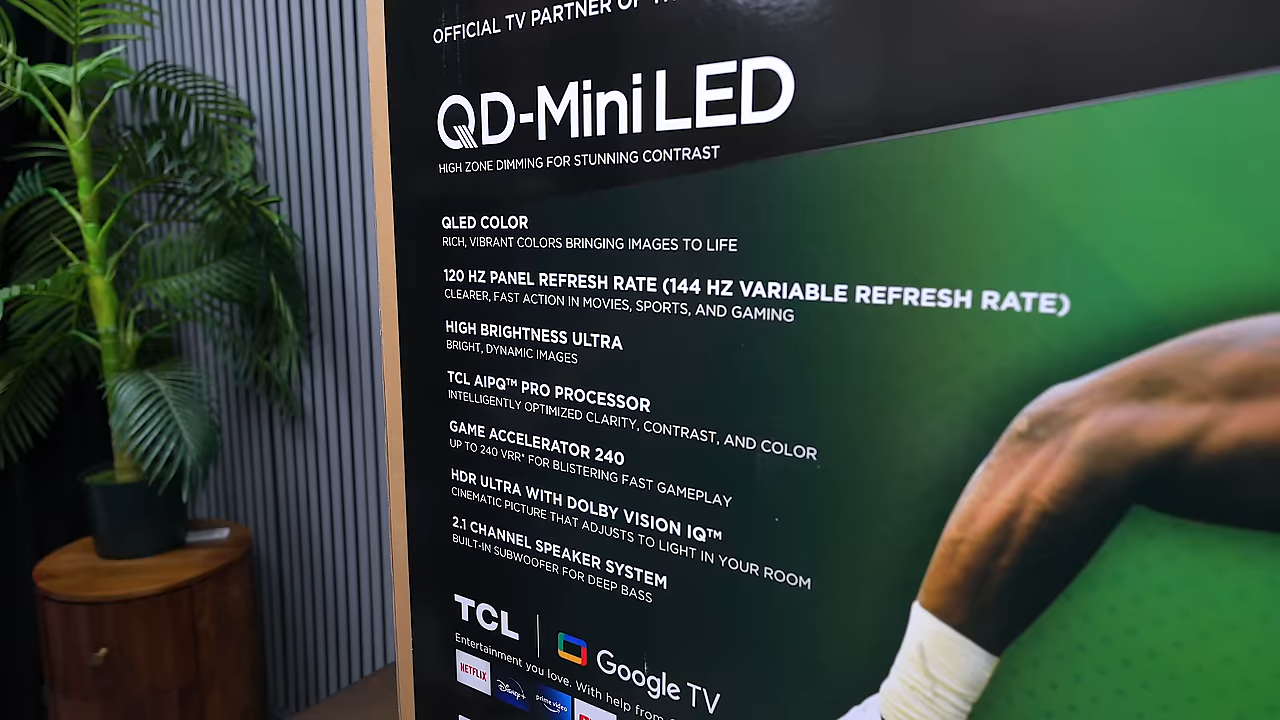 OFFICIAL TV PARTNER OF
QD-Mini LED
HIGH ZONE DIMMING FOR STUNNING CONTRAST
QLED COLOR
RICH, VIBRANT COLORS BRINGING IMAGES TO LIFE
120 HZ PANEL REFRESH RATE (144 HZ VARIABLE REFRESH RATE)
CLEARER, FAST ACTION IN MOVIES, SPORTS, AND GAMING
HIGH BRIGHTNESS ULTRA
BRIGHT, DYNAMIC IMAGES
TCL AIPQ™ PRO PROCESSOR
INTELLIGENTLY OPTIMIZED CLARITY, CONTRAST, AND COLOR
GAME ACCELERATOR 240
UP TO 240 VRR* FOR BLISTERING FAST GAMEPLAY
HDR ULTRA WITH DOLBY VISION IQ™
CINEMATIC PICTURE THAT ADJUSTS TO LIGHT IN YOUR ROOM
2.1 CHANNEL SPEAKER SYSTEM
BUILT-IN SUBWOOFER FOR DEEP BASS
TCL | Google TV
Entertainment you love. With help from
NETFLIX Disney+ prime video